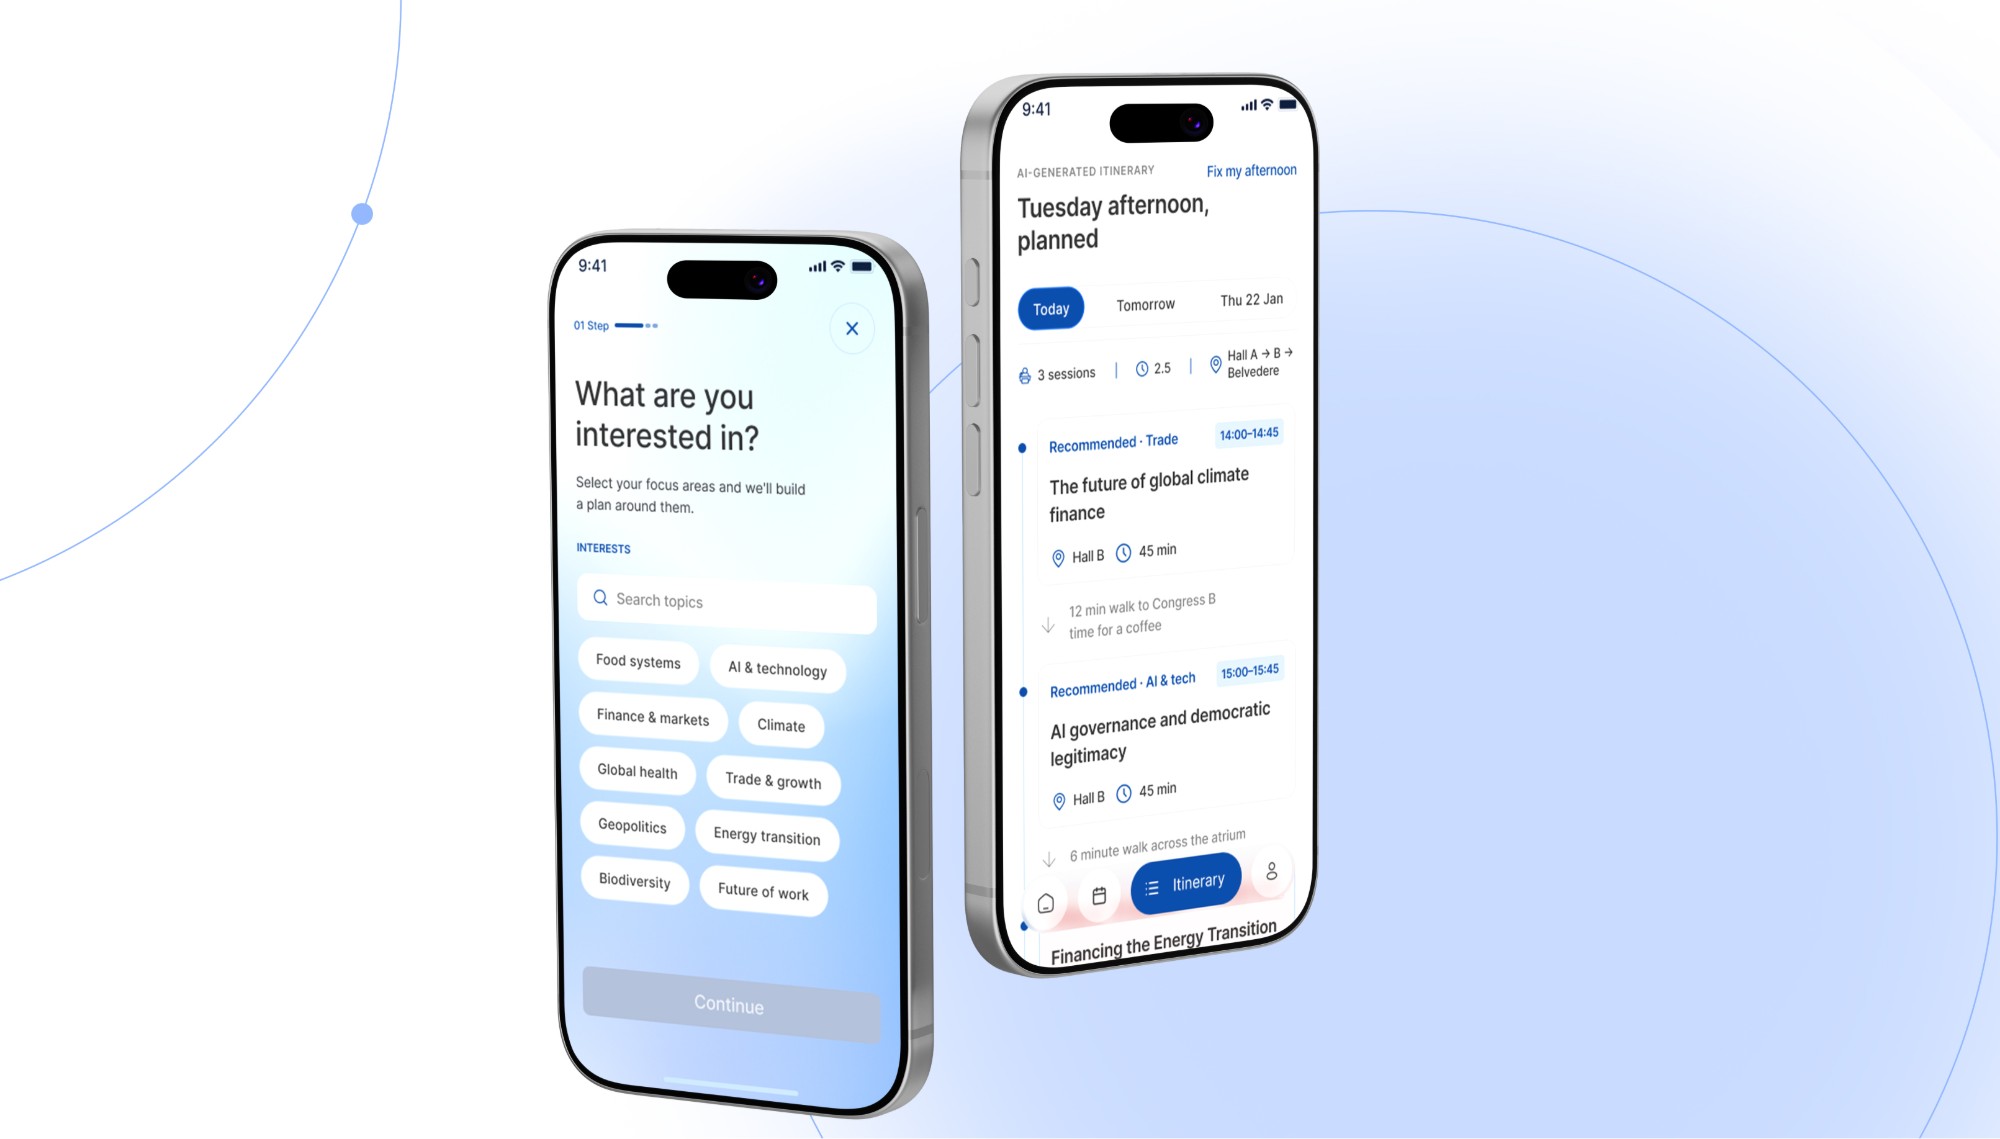 9:41
01 Step
What are you
interested in?
Select your focus areas and we'll build
a plan around them.
INTERESTS
Search topics
Food systems
AI & technology
Finance & markets
Climate
Global health
Trade & growth
Geopolitics
Energy transition
Biodiversity
Future of work
Continue
9:41
AI-GENERATED ITINERARY
Fix my afternoon
Tuesday afternoon,
planned
Today
Tomorrow
Thu 22 Jan
3 sessions
2.5
Hall A → B →
Belvedere
Recommended · Trade
14:00–14:45
The future of global climate
finance
Hall B
45 min
12 min walk to Congress B
time for a coffee
Recommended · AI & tech
15:00–15:45
AI governance and democratic
legitimacy
Hall B
45 min
6 minute walk across the atrium
Itinerary
Financing the Energy Transition